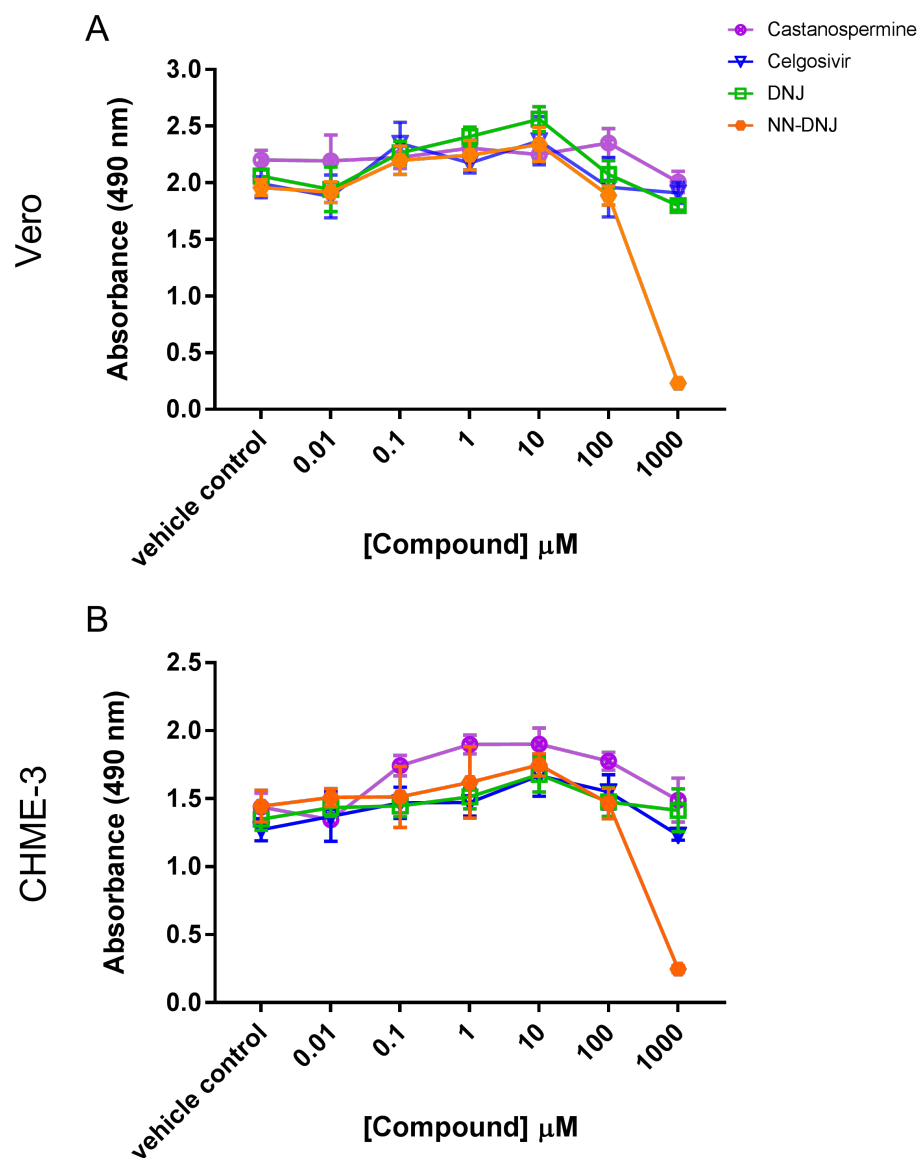 A
Castanospermine
Celgosivir
DNJ
NN-DNJ
Vero
Absorbance (490 nm)
3.0
2.5
2.0
1.5
1.0
0.5
0.0
vehicle control
0.01
0.1
1
10
100
1000
[Compound] μM
B
CHME-3
Absorbance (490 nm)
2.5
2.0
1.5
1.0
0.5
0.0
vehicle control
0.01
0.1
1
10
100
1000
[Compound] μM